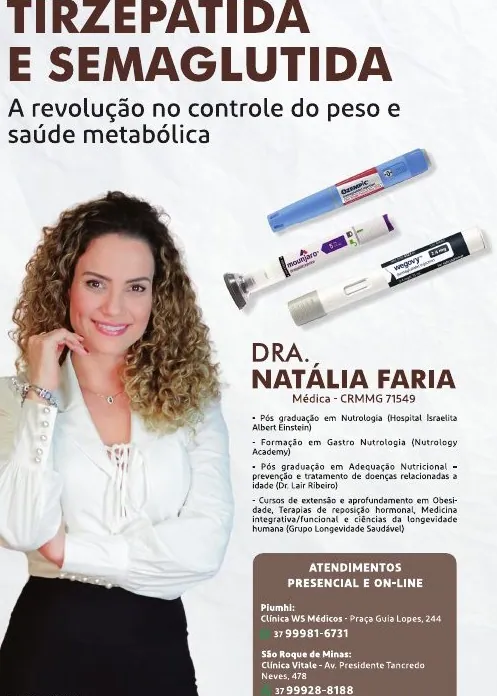 TIRZEPATIDA
E SEMAGLUTIDA
A revolução no controle do peso e
saúde metabólica
OZEMPIC
mounjaro
5
wegovy
DRA.
NATÁLIA FARIA
Médica - CRMMG 71549
- Pós graduação em Nutrologia (Hospital Israelita
Albert Einstein)
- Formação em Gastro Nutrologia (Nutrology
Academy)
- Pós graduação em Adequação Nutricional –
prevenção e tratamento de doenças relacionadas a
idade (Dr. Lair Ribeiro)
- Cursos de extensão e aprofundamento em Obesi-
dade, Terapias de reposição hormonal, Medicina
integrativa/funcional e ciências da longevidade
humana (Grupo Longevidade Saudável)
ATENDIMENTOS
PRESENCIAL E ON-LINE
Piumhi:
Clínica WS Médicos - Praça Guia Lopes, 244
37 99981-6731
São Roque de Minas:
Clínica Vitale - Av. Presidente Tancredo
Neves, 478
37 99928-8188